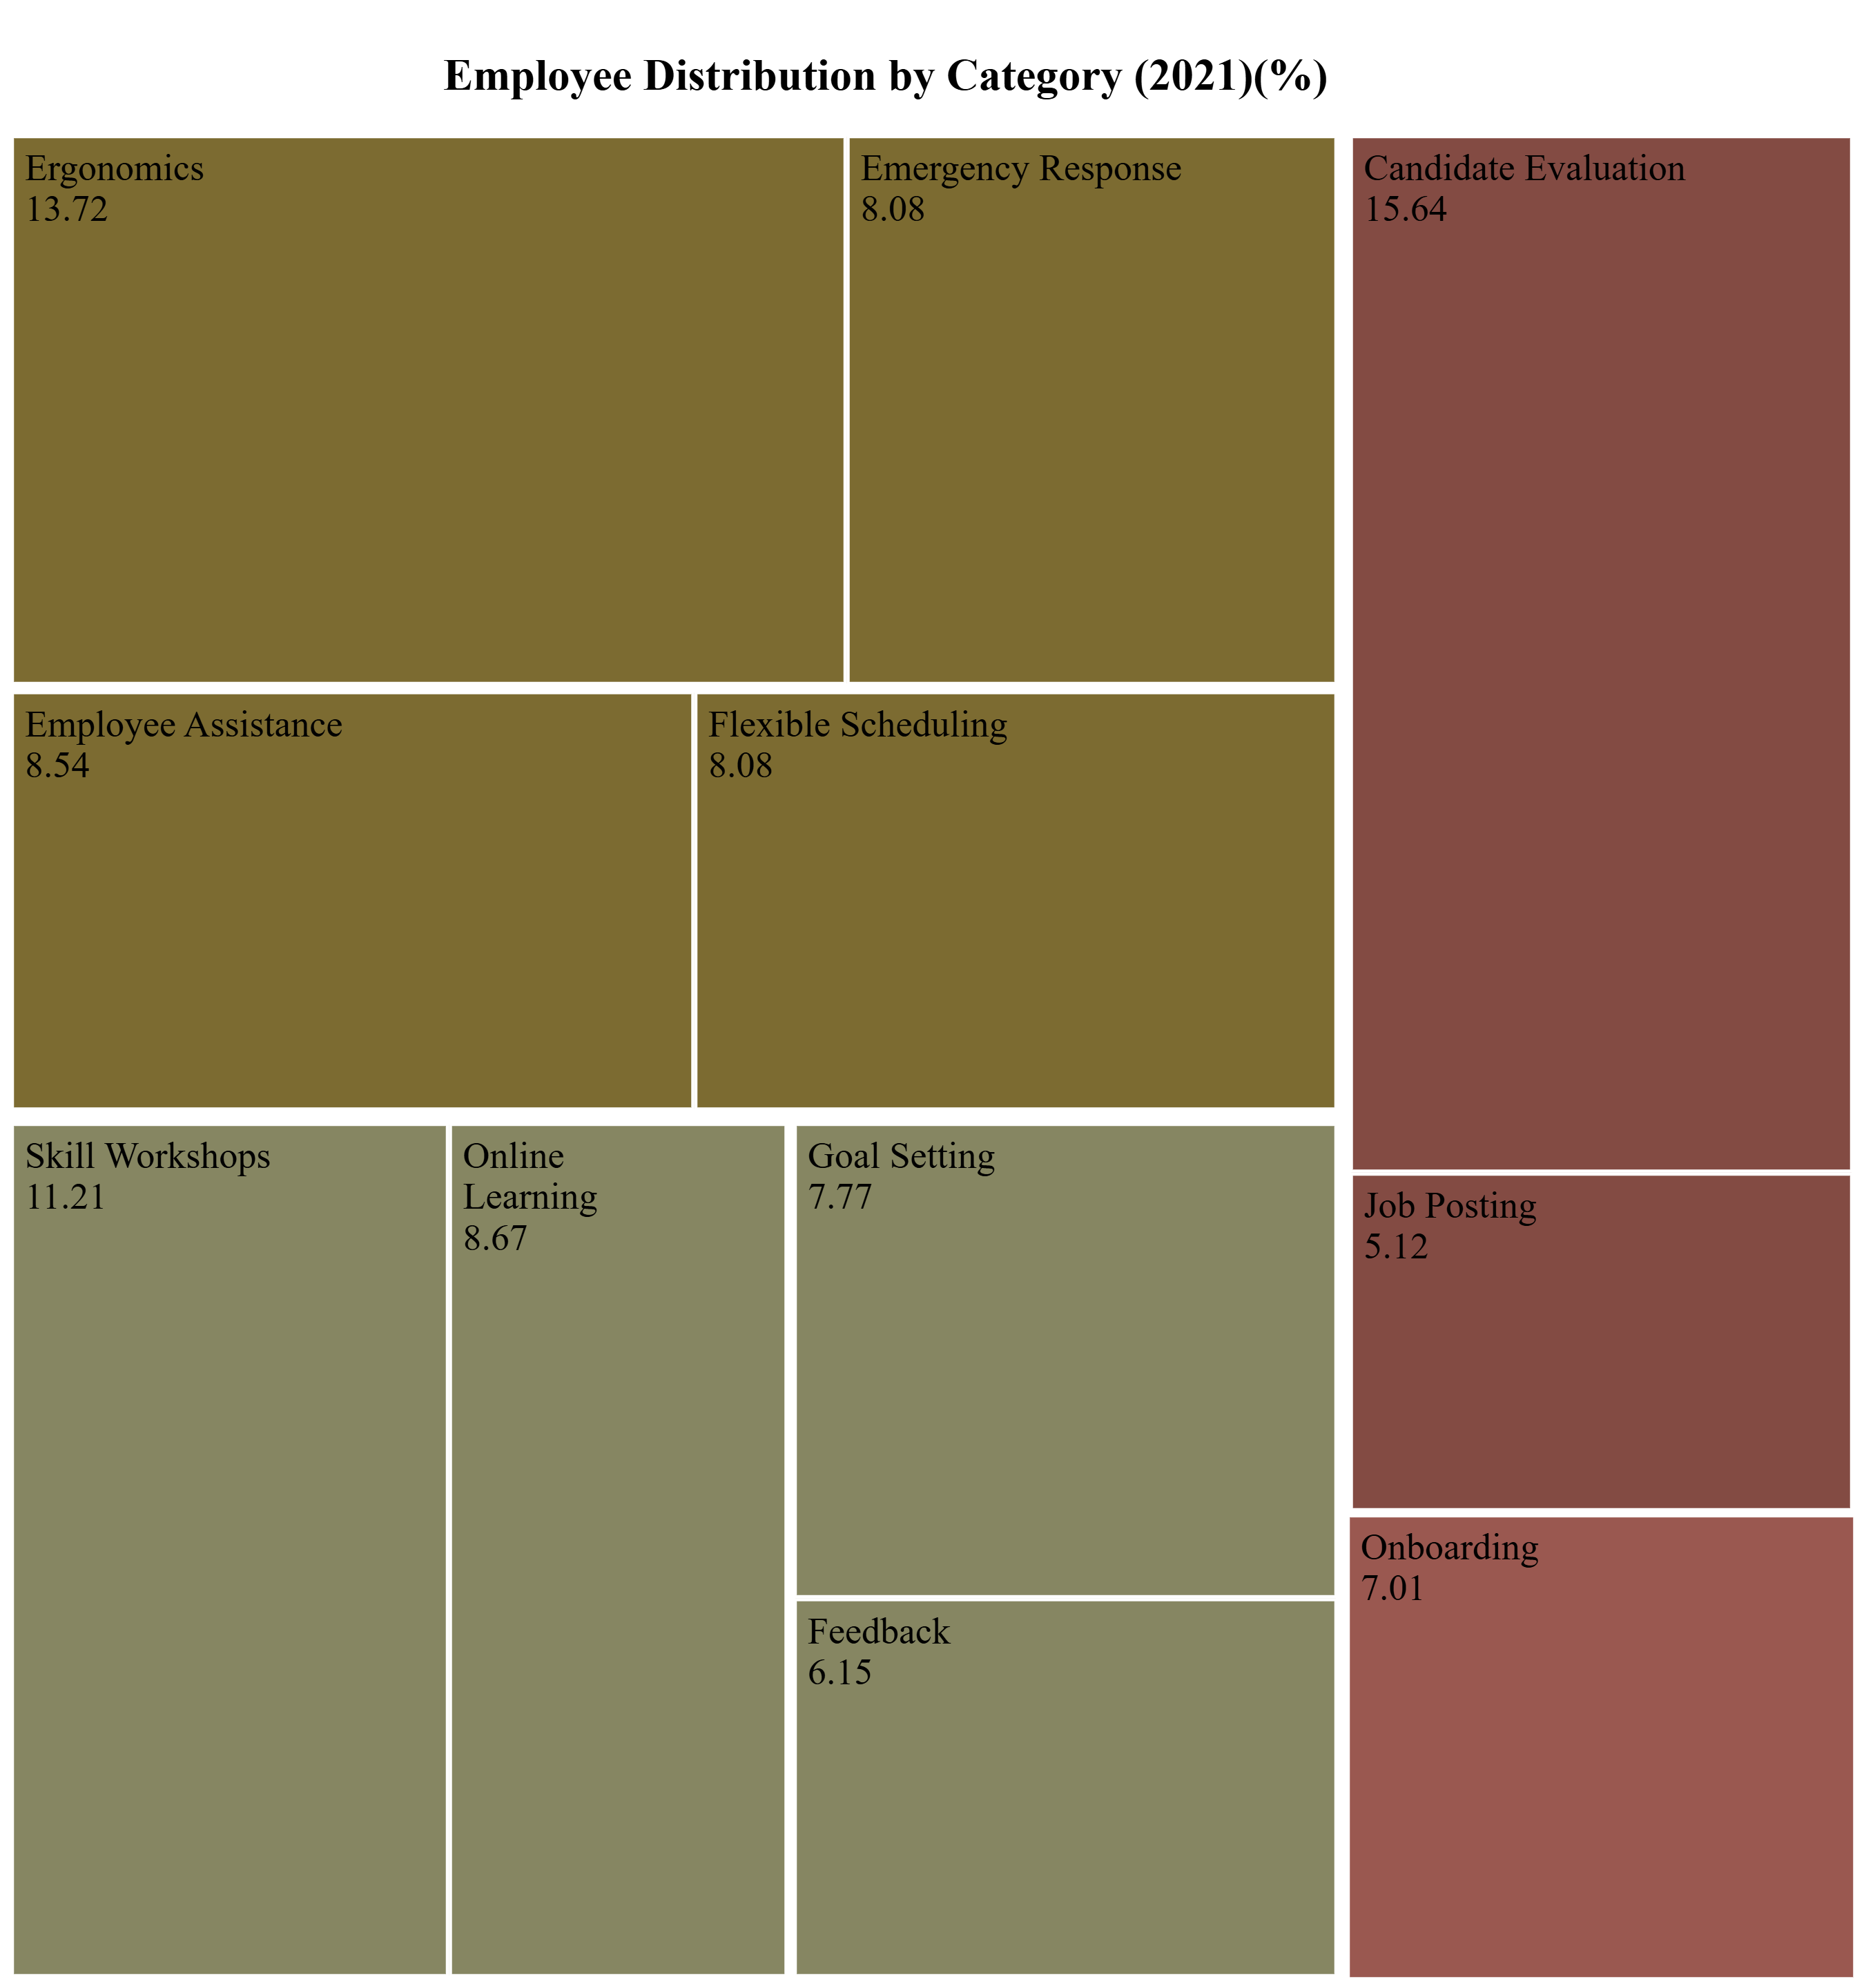 Employee Distribution by Category (2021)(%)
Ergonomics
13.72
Emergency Response
8.08
Candidate Evaluation
15.64
Employee Assistance
8.54
Flexible Scheduling
8.08
Skill Workshops
11.21
Online
Learning
8.67
Goal Setting
7.77
Job Posting
5.12
Onboarding
7.01
Feedback
6.15